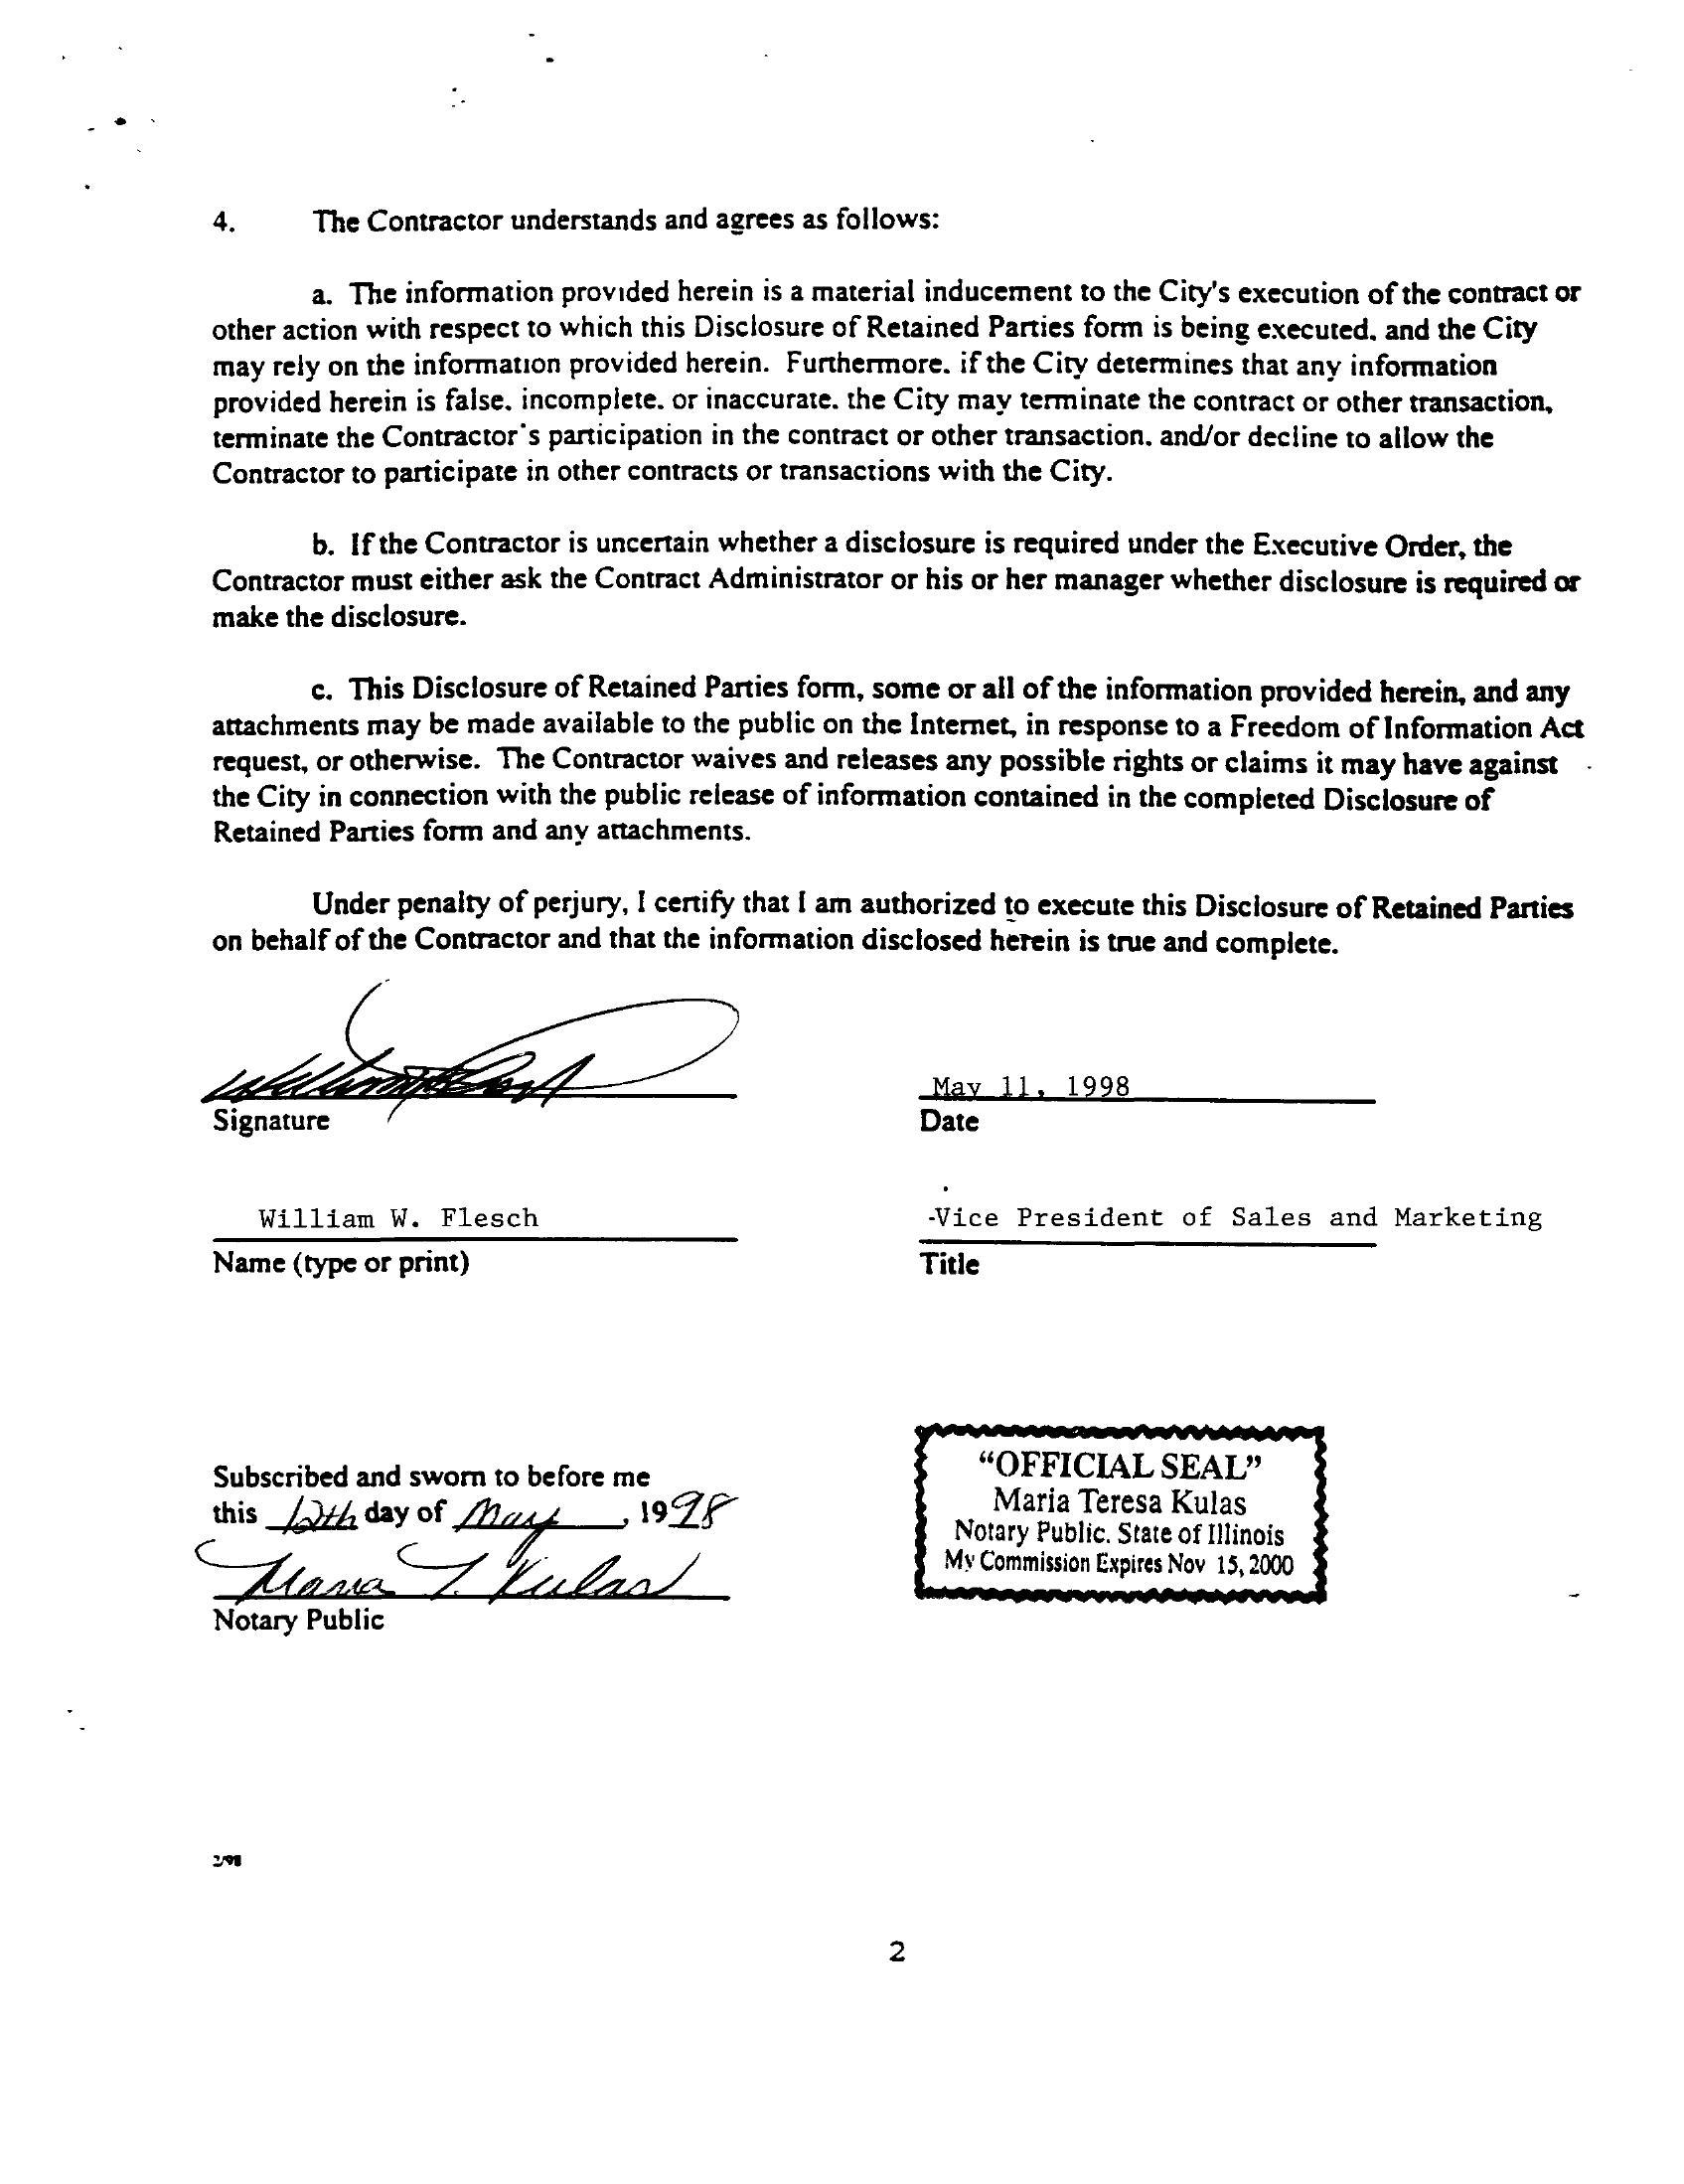 4. The Contractor understands and agrees as follows:
a. The information provided herein is a material inducement to the City's execution of the contract or
other action with respect to which this Disclosure of Retained Parties form is being executed, and the City
may rely on the information provided herein. Furthermore, if the City determines that any information
provided herein is false, incomplete, or inaccurate, the City may terminate the contract or other transaction,
terminate the Contractor's participation in the contract or other transaction, and/or decline to allow the
Contractor to participate in other contracts or transactions with the City.
b. If the Contractor is uncertain whether a disclosure is required under the Executive Order, the
Contractor must either ask the Contract Administrator or his or her manager whether disclosure is required or
make the disclosure.
c. This Disclosure of Retained Parties form, some or all of the information provided herein, and any
attachments may be made available to the public on the Internet, in response to a Freedom of Information Act
request, or otherwise. The Contractor waives and releases any possible rights or claims it may have against
the City in connection with the public release of information contained in the completed Disclosure of
Retained Parties form and any attachments.
Under penalty of perjury, I certify that I am authorized to execute this Disclosure of Retained Parties
on behalf of the Contractor and that the information disclosed herein is true and complete.
May 11, 1998
Signature Date
William W. Flesch -Vice President of Sales and Marketing
Name (type or print) Title
Subscribed and sworn to before me
this 12th day of May, 1998
Maria T. Kulas
Notary Public
"OFFICIAL SEAL"
Maria Teresa Kulas
Notary Public, State of Illinois
My Commission Expires Nov 15, 2000
2/98
2